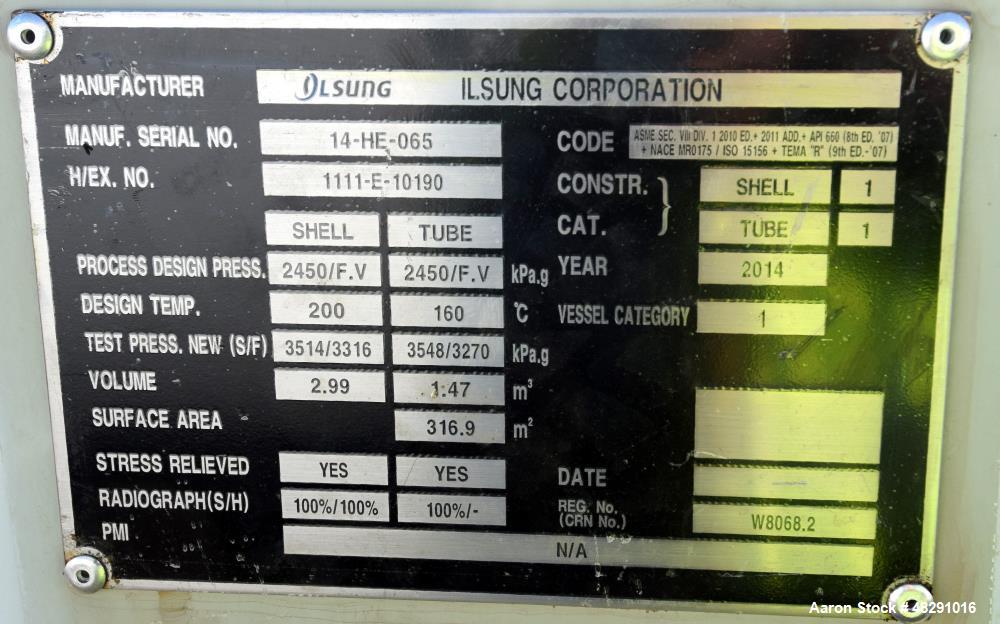 MANUFACTURER OLSUNG ILSUNG CORPORATION
MANUF. SERIAL NO. 14-HE-065
CODE ASME SEC. VIII DIV. 1 2010 ED.+ 2011 ADD.+ API 660 (8th ED. '07)
+ NACE MR0175 / ISO 15156 + TEMA "R" (9th ED.-'07)
H/EX. NO. 1111-E-10190
CONSTR. CAT. } SHELL 1
TUBE 1
SHELL TUBE
PROCESS DESIGN PRESS. 2450/F.V 2450/F.V kPa.g
YEAR 2014
DESIGN TEMP. 200 160 ℃
VESSEL CATEGORY 1
TEST PRESS. NEW (S/F) 3514/3316 3548/3270 kPa.g
VOLUME 2.99 1.47 m³
SURFACE AREA 316.9 m²
STRESS RELIEVED YES YES
DATE —
RADIOGRAPH(S/H) 100%/100% 100%/-
REG. No.
(CRN No.) W8068.2
PMI N/A
Aaron Stock # 48291016